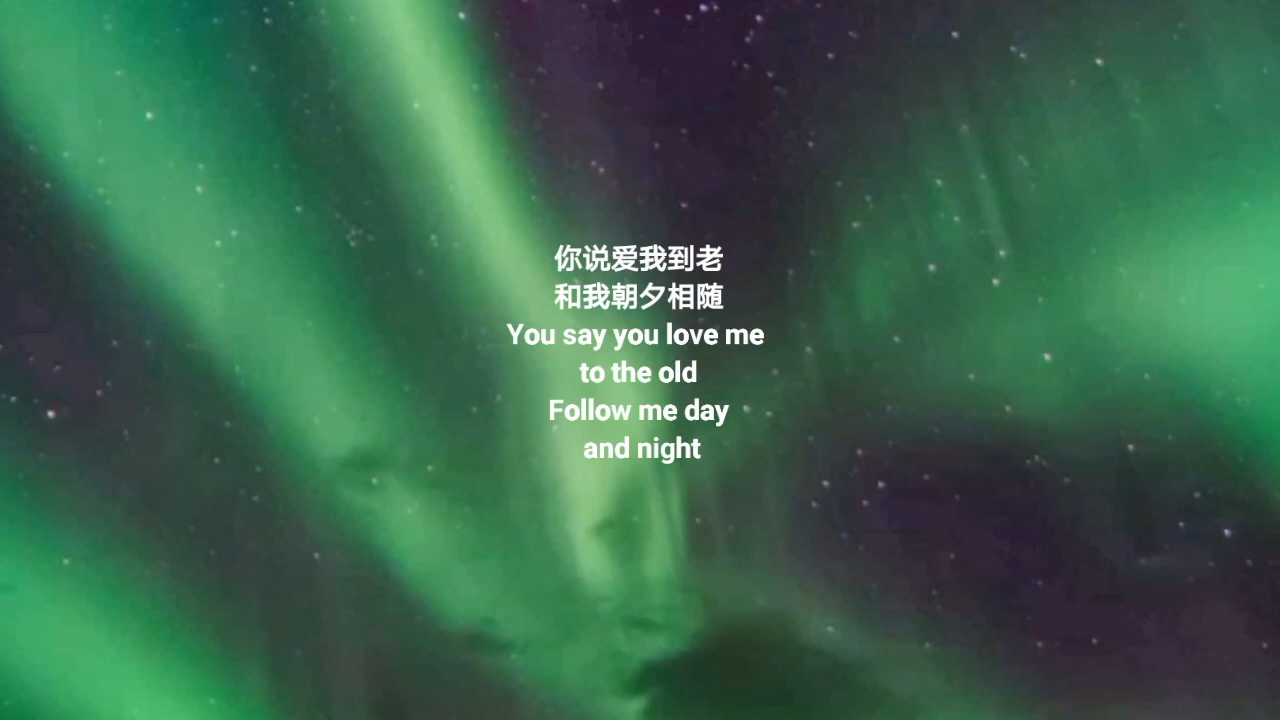 你说爱我到老
和我朝夕相随
You say you love me
to the old
Follow me day
and night